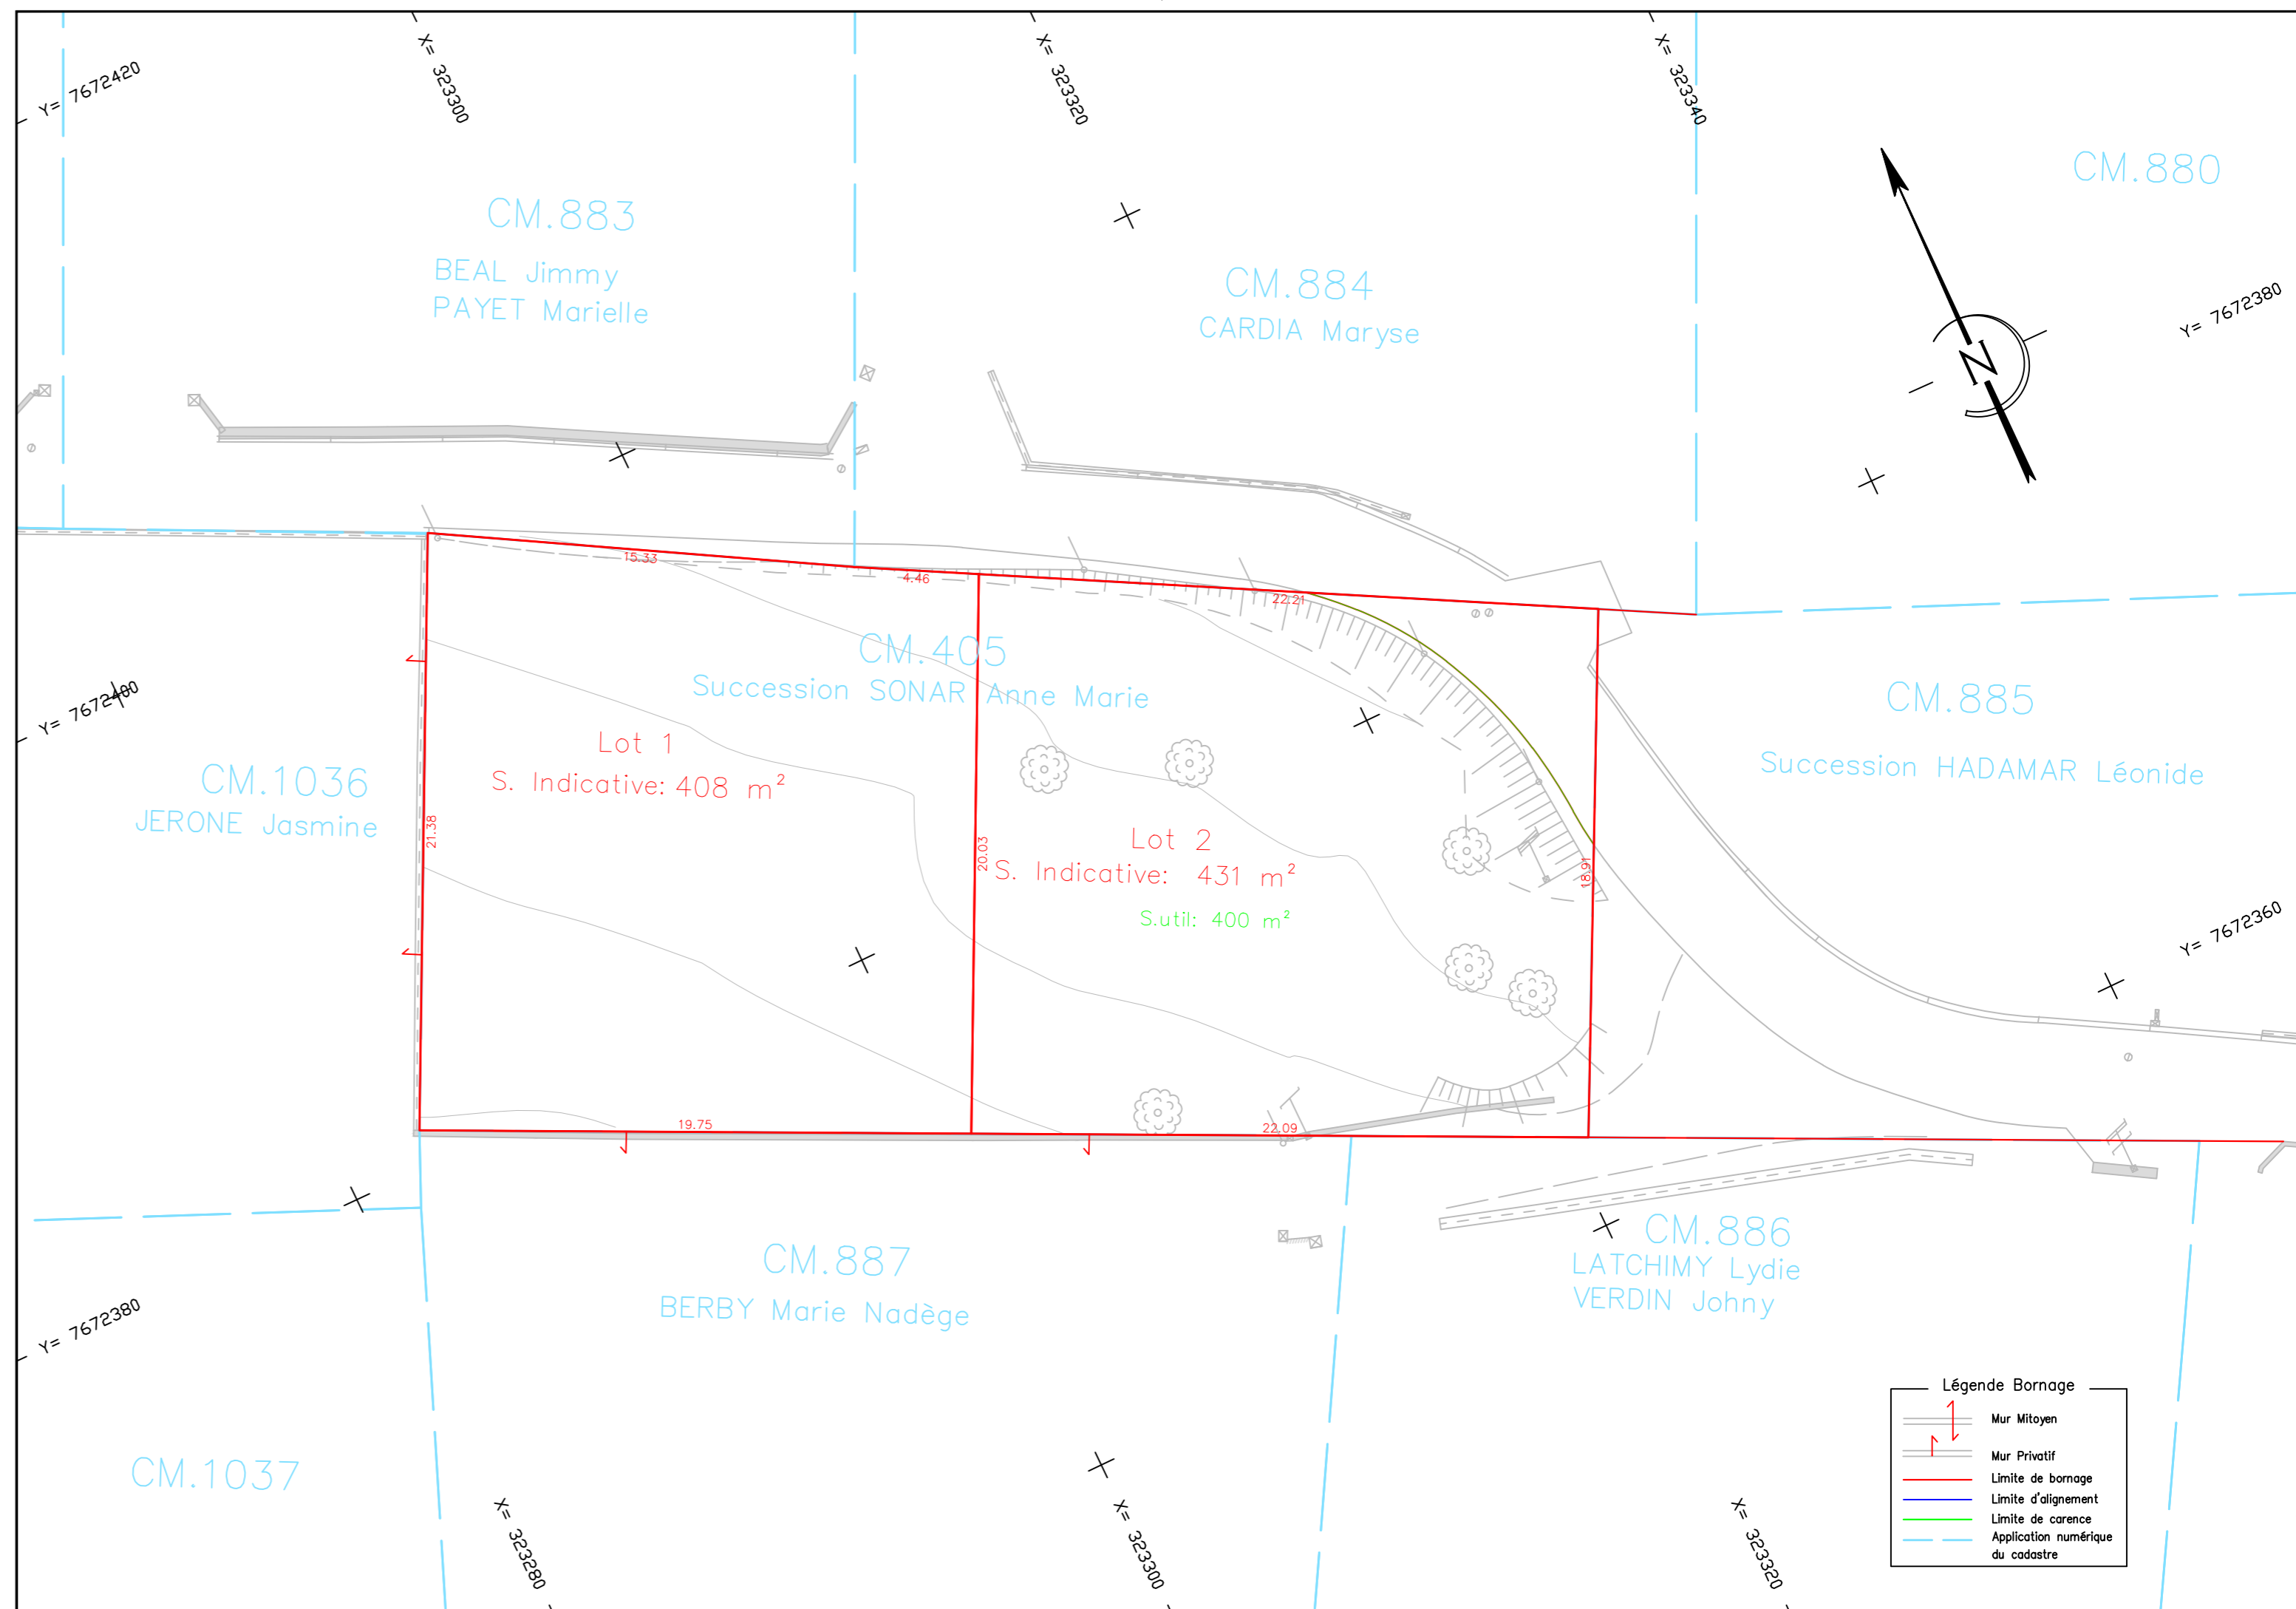 X= 323300
X= 323320
X= 323340
Y= 7672420
CM.880
CM.883
BEAL Jimmy
PAYET Marielle
CM.884
CARDIA Maryse
Y= 7672380
N
15.33
4.46
22.21
CM.405
Succession SONAR Anne Marie
Y= 7672400
CM.885
Succession HADAMAR Léonide
Lot 1
S. Indicative: 408 m²
CM.1036
JERONE Jasmine
21.38
20.03
Lot 2
S. Indicative: 431 m²
S.util: 400 m²
18.91
Y= 7672360
19.75
22.09
CM.887
BERBY Marie Nadège
CM.886
LATCHIMY Lydie
VERDIN Johny
Y= 7672380
CM.1037
X= 323280
X= 323300
X= 323320
Légende Bornage
Mur Mitoyen
Mur Privatif
Limite de bornage
Limite d'alignement
Limite de carence
Application numérique
du cadastre